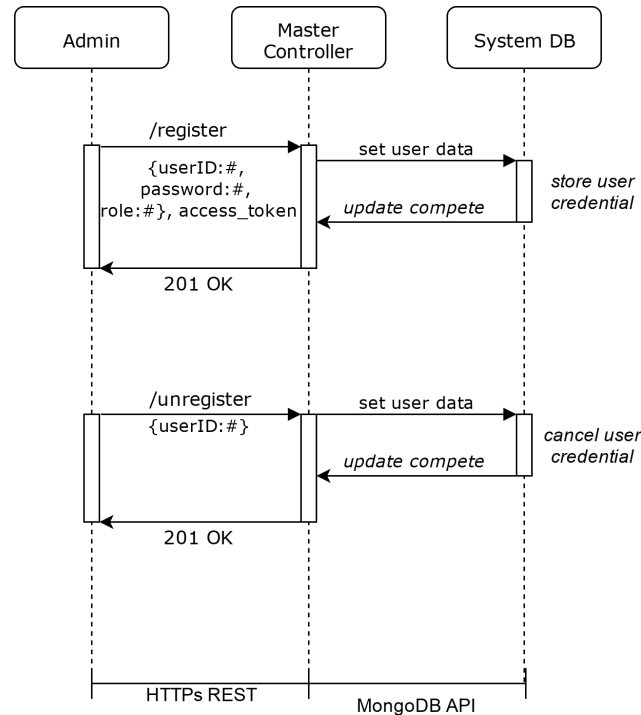 Admin
Master
Controller
System DB
/register
{userID:#,
password:#,
role:#}, access_token
set user data
update compete
store user
credential
201 OK
/unregister
{userID:#}
set user data
update compete
cancel user
credential
201 OK
HTTPs REST
MongoDB API